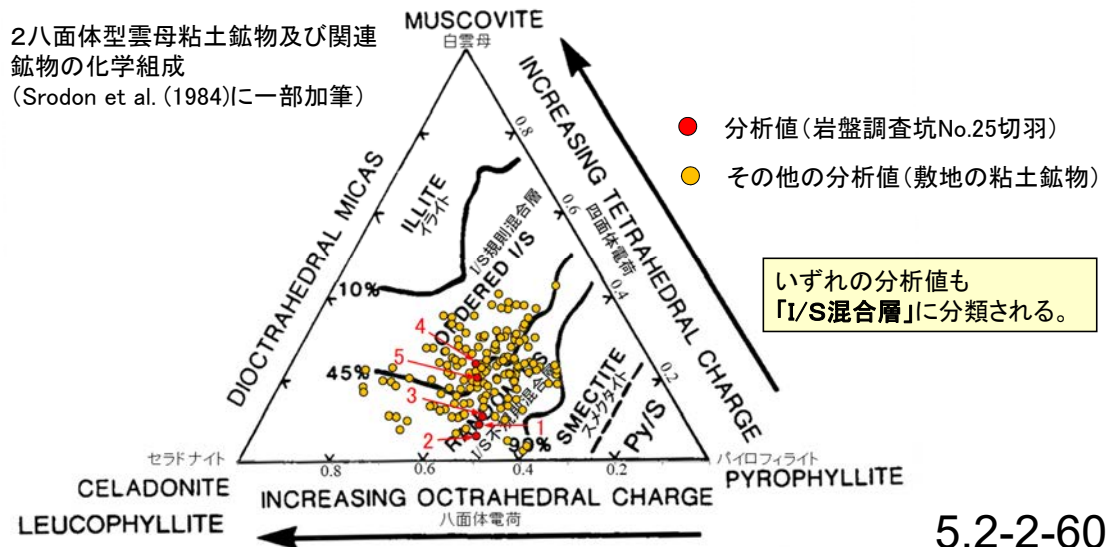 2八面体型雲母粘土鉱物及び関連
鉱物の化学組成
(Srodon et al. (1984)に一部加筆)
MUSCOVITE
白雲母
分析値(岩盤調査坑No.25切羽)
その他の分析値(敷地の粘土鉱物)
いずれの分析値も
「I/S混合層」に分類される。
DIOCTRAHEDRAL MICAS
INCREASING TETRAHEDRAL CHARGE
四面体電荷
0.8
0.6
0.4
0.2
ILLITE
イライト
I/S規則混合層
ORDERED I/S
10%
45%
90%
4
5
3
2
1
I/S不規則混合層
SMECTITE
スメクタイト
Py/S
セラドナイト
CELADONITE
LEUCOPHYLLITE
0.8
0.6
0.4
0.2
パイロフィライト
PYROPHYLLITE
INCREASING OCTRAHEDRAL CHARGE
八面体電荷
5.2-2-60